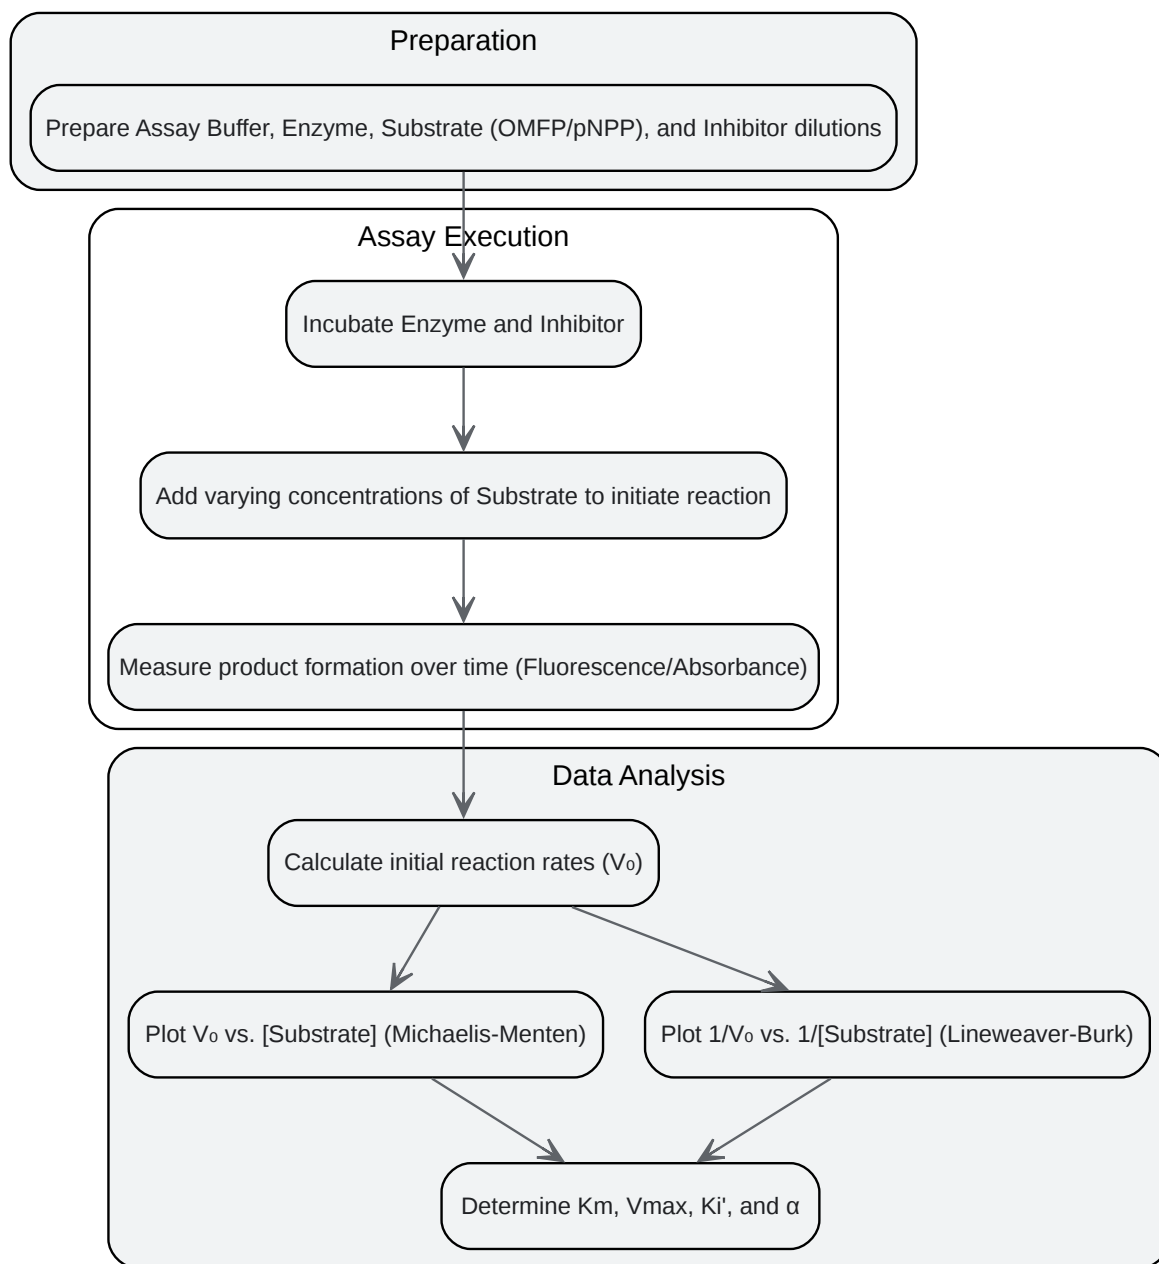 Preparation
Prepare Assay Buffer, Enzyme, Substrate (OMFP/pNPP), and Inhibitor dilutions
Assay Execution
Incubate Enzyme and Inhibitor
Add varying concentrations of Substrate to initiate reaction
Measure product formation over time (Fluorescence/Absorbance)
Data Analysis
Calculate initial reaction rates (V₀)
Plot V₀ vs. [Substrate] (Michaelis-Menten)
Plot 1/V₀ vs. 1/[Substrate] (Lineweaver-Burk)
Determine Km, Vmax, Ki', and α